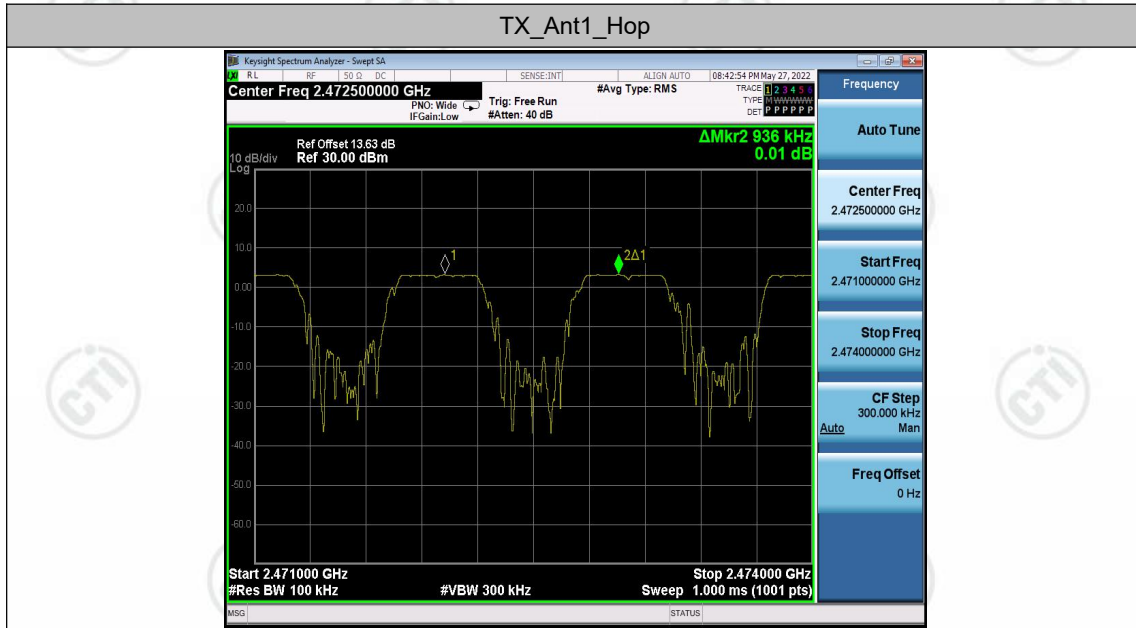 TX_Ant1_Hop
Keysight Spectrum Analyzer - Swept SA
LXI RL RF 50 Ω DC SENSE:INT ALIGN AUTO 08:42:54 PM May 27, 2022
Center Freq 2.472500000 GHz
#Avg Type: RMS
TRACE 1 2 3 4 5 6
PNO: Wide
Trig: Free Run
TYPE M W W W W W
IFGain:Low
#Atten: 40 dB
DET P P P P P P
ΔMkr2 936 kHz
0.01 dB
Ref Offset 13.63 dB
10 dB/div Ref 30.00 dBm
Log
20.0
10.0
0.00
-10.0
-20.0
-30.0
-40.0
-50.0
-60.0
1
2Δ1
Start 2.471000 GHz Stop 2.474000 GHz
#Res BW 100 kHz #VBW 300 kHz Sweep 1.000 ms (1001 pts)
MSG STATUS
Frequency
Auto Tune
Center Freq
2.472500000 GHz
Start Freq
2.471000000 GHz
Stop Freq
2.474000000 GHz
CF Step
300.000 kHz
Auto Man
Freq Offset
0 Hz
CTI
CTI